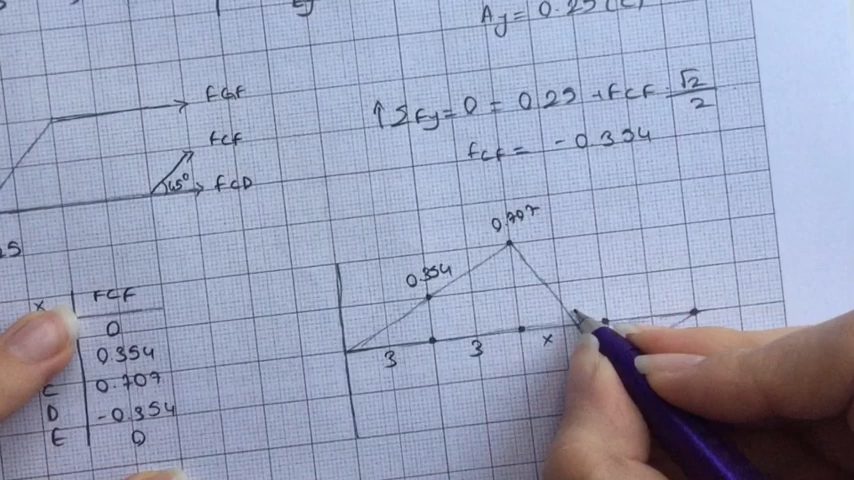 Ay = 0.25 (C)
FGF
FCF
45° FCD
↑ΣFy = 0 = 0.25 + FCF √2/2
FCF = -0.354
x FCF
0
0.354
C 0.707
D -0.354
E 0
0.707
0.354
3 3 x